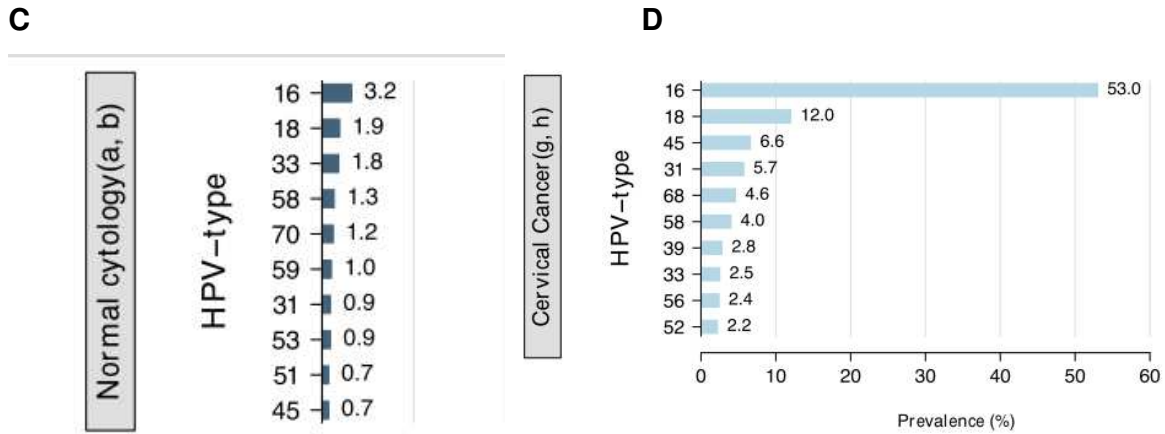 C
Normal cytology(a, b)
HPV−type
16 3.2
18 1.9
33 1.8
58 1.3
70 1.2
59 1.0
31 0.9
53 0.9
51 0.7
45 0.7
D
Cervical Cancer(g, h)
HPV−type
16 53.0
18 12.0
45 6.6
31 5.7
68 4.6
58 4.0
39 2.8
33 2.5
56 2.4
52 2.2
0 10 20 30 40 50 60
Prevalence (%)